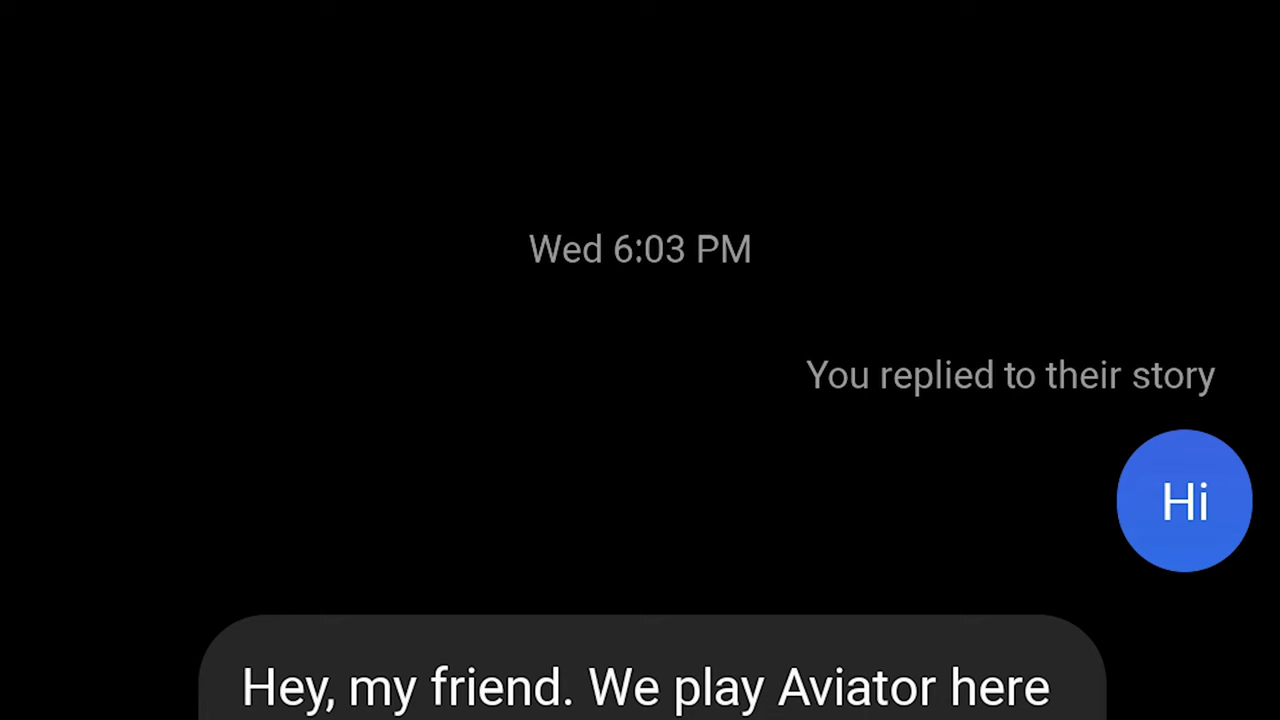 Wed 6:03 PM
You replied to their story
Hi
Hey, my friend. We play Aviator here